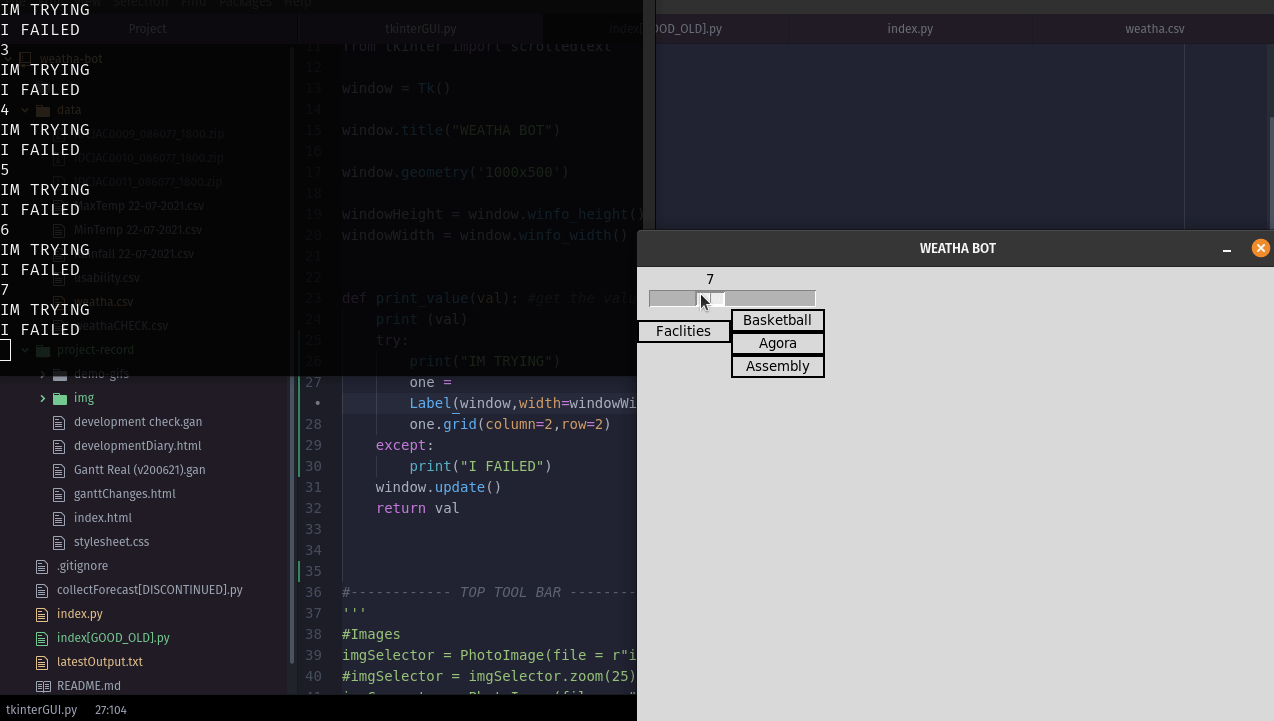 Selection Find Packages Help
IM TRYING
I FAILED
3
IM TRYING
I FAILED
4
IM TRYING
I FAILED
5
IM TRYING
I FAILED
6
IM TRYING
I FAILED
7
IM TRYING
I FAILED
Project
weatha-bot
data
IDCJAC0009_086077_1800.zip
IDCJAC0010_086077_1800.zip
IDCJAC0011_086077_1800.zip
MaxTemp 22-07-2021.csv
MinTemp 22-07-2021.csv
Rainfall 22-07-2021.csv
usability.csv
weatha.csv
weathaCHECK.csv
project-record
demo-gifs
img
development check.gan
developmentDiary.html
Gantt Real (v200621).gan
ganttChanges.html
index.html
stylesheet.css
.gitignore
collectForecast[DISCONTINUED].py
index.py
index[GOOD_OLD].py
latestOutput.txt
README.md
tkinterGUI.py 27:104
tkinterGUI.py
index[GOOD_OLD].py
index.py
weatha.csv
11 from tkinter import scrolledtext
12
13 window = Tk()
14
15 window.title("WEATHA BOT")
16
17 window.geometry('1000x500')
18
19 windowHeight = window.winfo_height()
20 windowWidth = window.winfo_width()
21
22
23 def print_value(val): #get the valu
24 print (val)
25 try:
26 print("IM TRYING")
27 one =
• Label(window,width=windowWi
28 one.grid(column=2,row=2)
29 except:
30 print("I FAILED")
31 window.update()
32 return val
33
34
35
36 #------------ TOP TOOL BAR --------
37 '''
38 #Images
39 imgSelector = PhotoImage(file = r"i
40 #imgSelector = imgSelector.zoom(25)
WEATHA BOT
7
Faclities
Basketball
Agora
Assembly